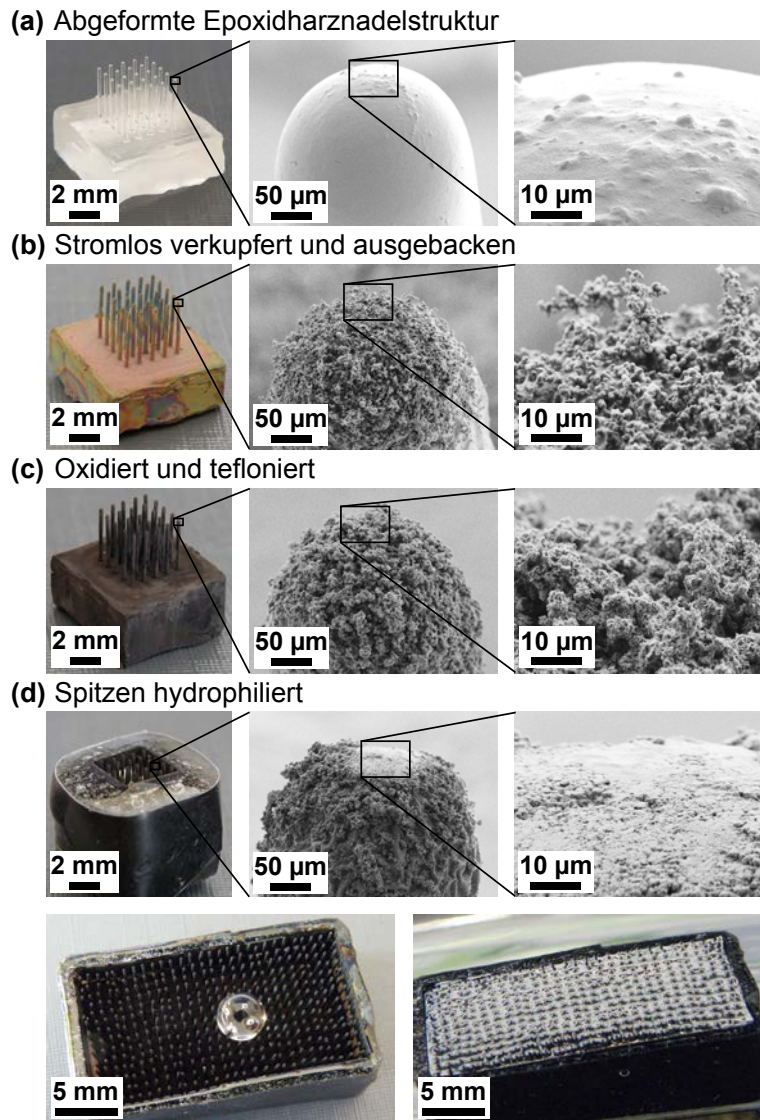 (a) Abgeformte Epoxidharznadelstruktur
2 mm
50 µm
10 µm
(b) Stromlos verkupfert und ausgebacken
2 mm
50 µm
10 µm
(c) Oxidiert und tefloniert
2 mm
50 µm
10 µm
(d) Spitzen hydrophiliert
2 mm
50 µm
10 µm
5 mm
5 mm